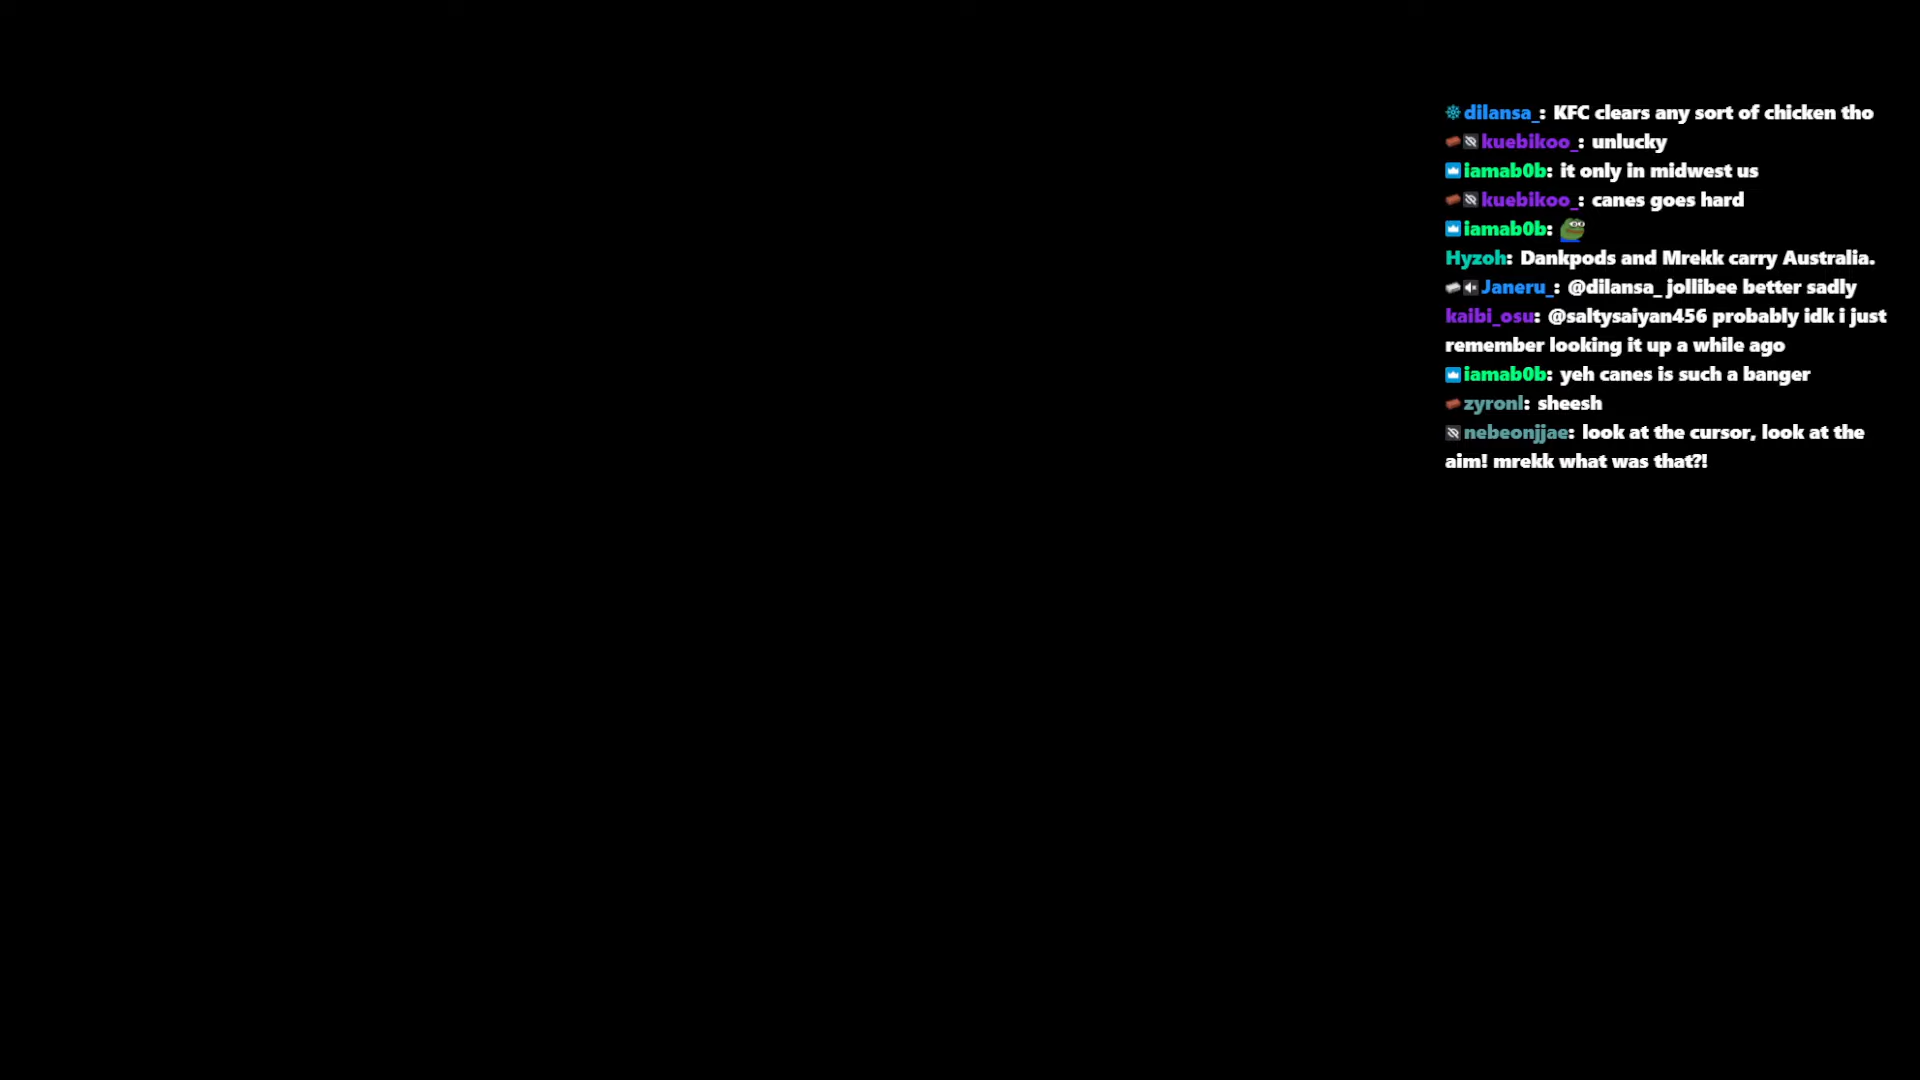 dilansa_: KFC clears any sort of chicken tho
kuebikoo_: unlucky
iamab0b: it only in midwest us
kuebikoo_: canes goes hard
iamab0b:
Hyzoh: Dankpods and Mrekk carry Australia.
Janeru_: @dilansa_ jollibee better sadly
kaibi_osu: @saltysaiyan456 probably idk i just
remember looking it up a while ago
iamab0b: yeh canes is such a banger
zyronl: sheesh
nebeonjjae: look at the cursor, look at the
aim! mrekk what was that?!